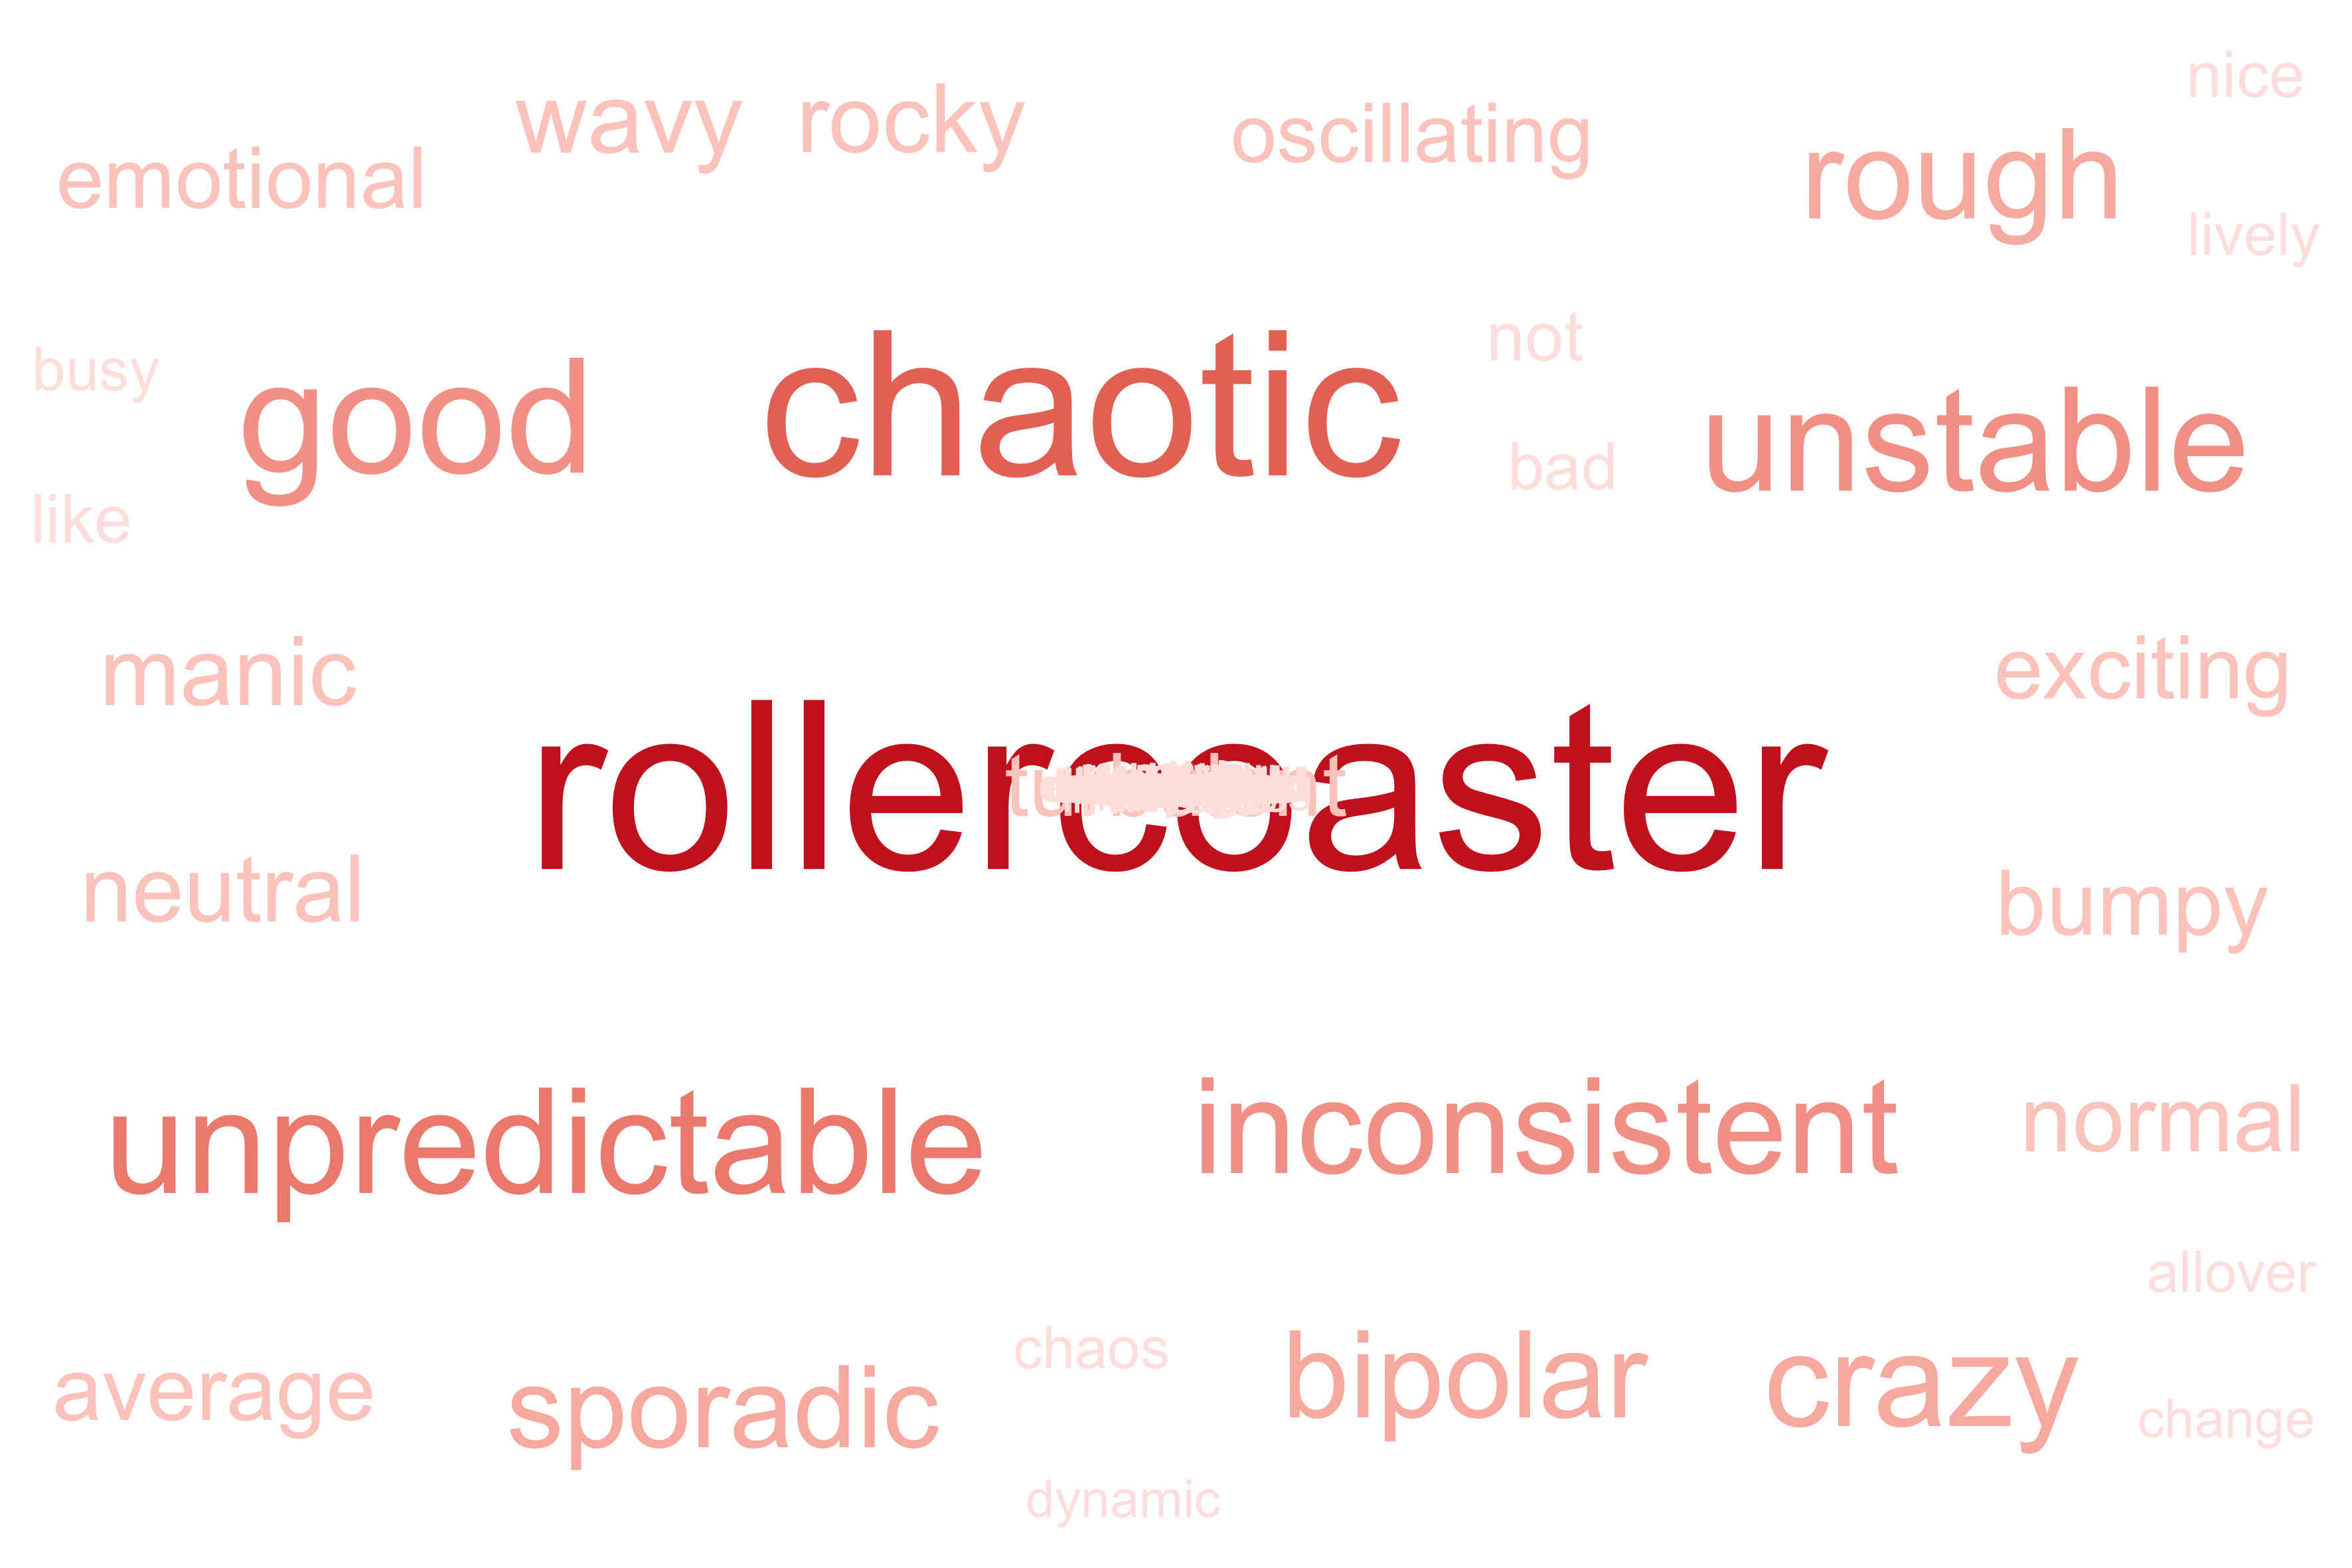 nice
wavy rocky oscillating
emotional rough
lively
not
busy good chaotic
bad unstable
like
manic exciting
rollercoaster
neutral bumpy
unpredictable inconsistent normal
allover
chaos
average sporadic bipolar crazy
change
dynamic